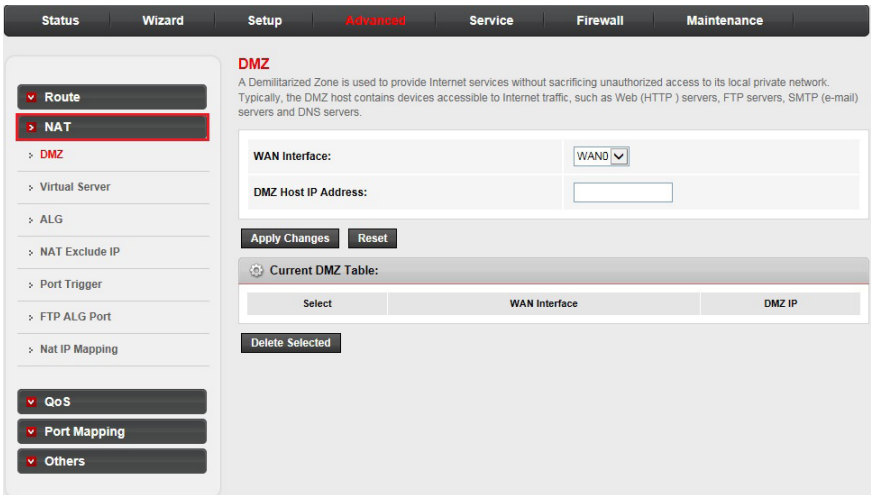 Status Wizard Setup Advanced Service Firewall Maintenance
Route
NAT
DMZ
Virtual Server
ALG
NAT Exclude IP
Port Trigger
FTP ALG Port
Nat IP Mapping
QoS
Port Mapping
Others
DMZ
A Demilitarized Zone is used to provide Internet services without sacrificing unauthorized access to its local private network.
Typically, the DMZ host contains devices accessible to Internet traffic, such as Web (HTTP ) servers, FTP servers, SMTP (e-mail)
servers and DNS servers.
WAN Interface: WAN0
DMZ Host IP Address:
Apply Changes Reset
Current DMZ Table:
Select WAN Interface DMZ IP
Delete Selected